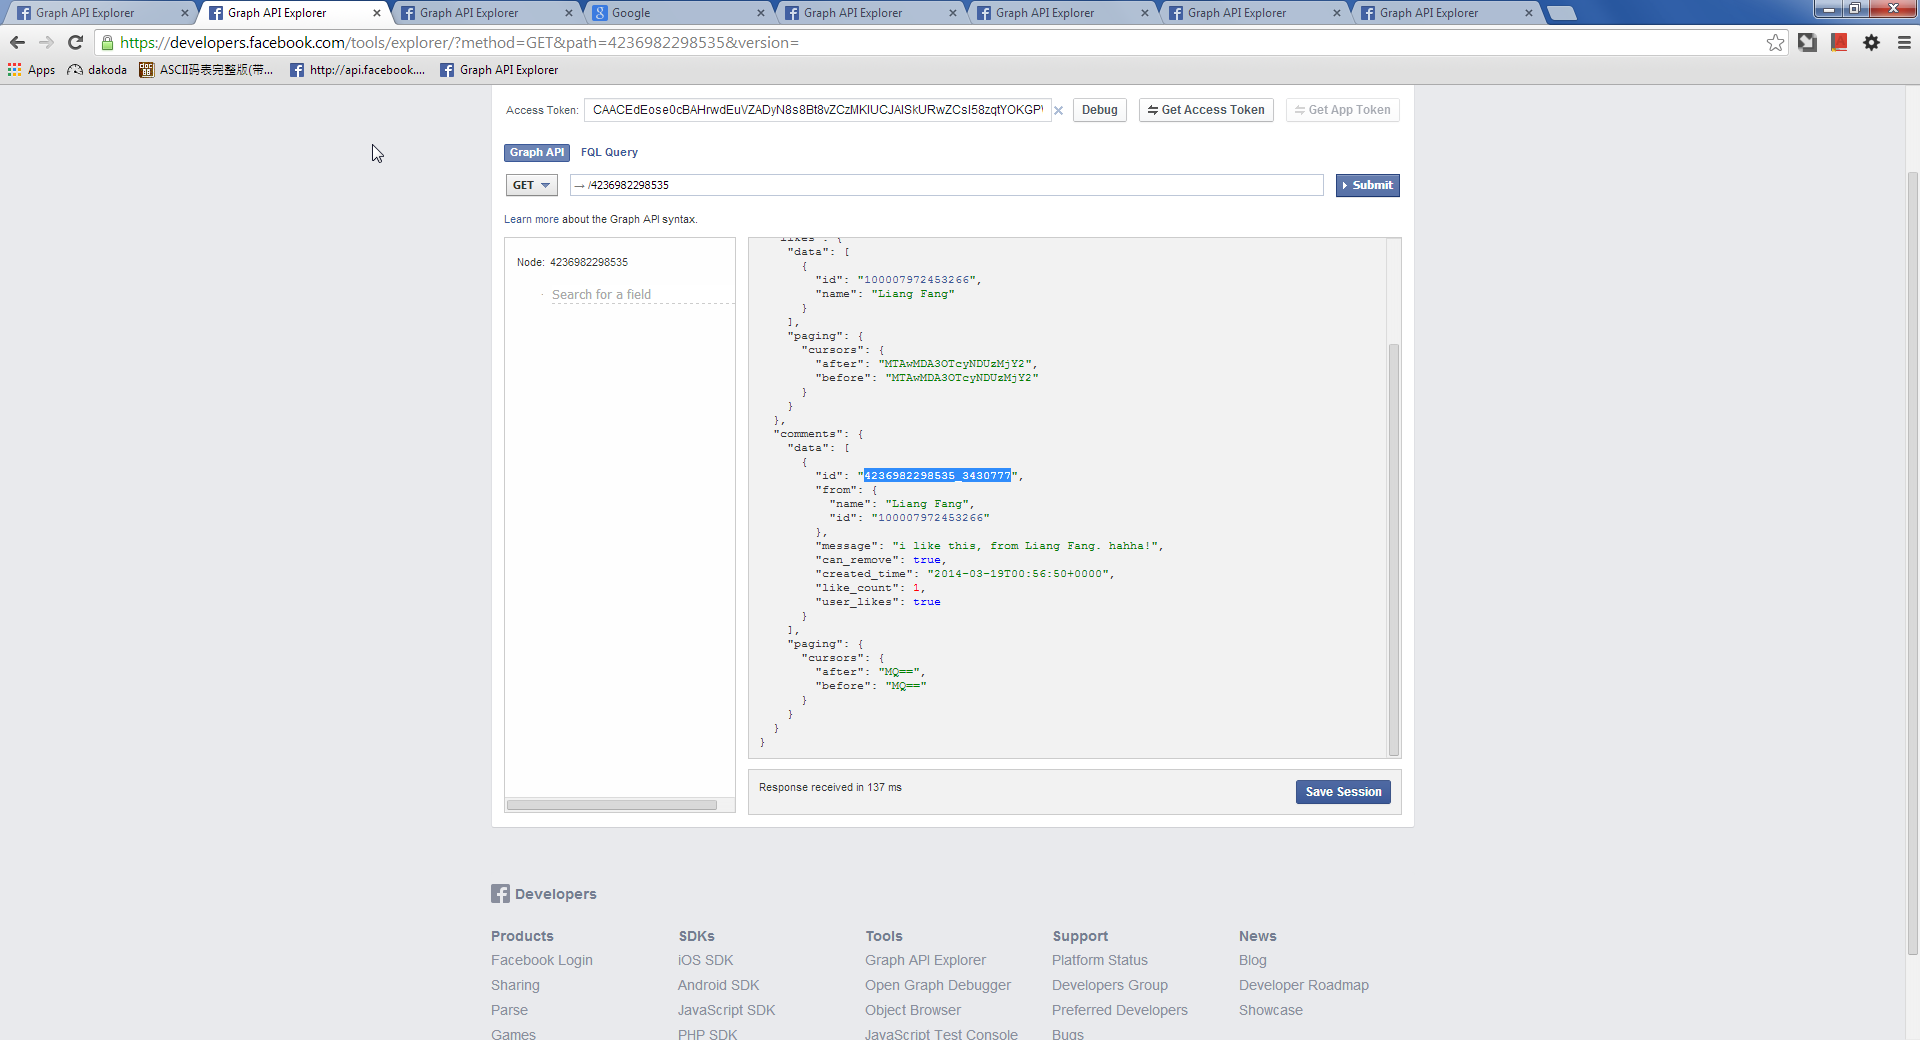 Graph API Explorer
Graph API Explorer
Graph API Explorer
Google
Graph API Explorer
Graph API Explorer
Graph API Explorer
Graph API Explorer
https://developers.facebook.com/tools/explorer/?method=GET&path=4236982298535&version=
Apps
dakoda
ASCII码表完整版(带...
http://api.facebook....
Graph API Explorer
Access Token:
Debug
Get Access Token
Get App Token
Graph API
FQL Query
GET
→ /4236982298535
Submit
Learn more about the Graph API syntax.
Node: 4236982298535
Search for a field
"likes": {
"data": [
{
"id": "100007972453266",
"name": "Liang Fang"
}
],
"paging": {
"cursors": {
"after": "MTAwMDA3OTcyNDUzMjY2",
"before": "MTAwMDA3OTcyNDUzMjY2"
}
}
},
"comments": {
"data": [
{
"id": "4236982298535_3430777",
"from": {
"name": "Liang Fang",
"id": "100007972453266"
},
"message": "i like this, from Liang Fang. hahha!",
"can_remove": true,
"created_time": "2014-03-19T00:56:50+0000",
"like_count": 1,
"user_likes": true
}
],
"paging": {
"cursors": {
"after": "MQ==",
"before": "MQ=="
}
}
}
}
Response received in 137 ms
Save Session
Developers
Products
Facebook Login
Sharing
Parse
Games
SDKs
iOS SDK
Android SDK
JavaScript SDK
PHP SDK
Tools
Graph API Explorer
Open Graph Debugger
Object Browser
JavaScript Test Console
Support
Platform Status
Developers Group
Preferred Developers
Bugs
News
Blog
Developer Roadmap
Showcase